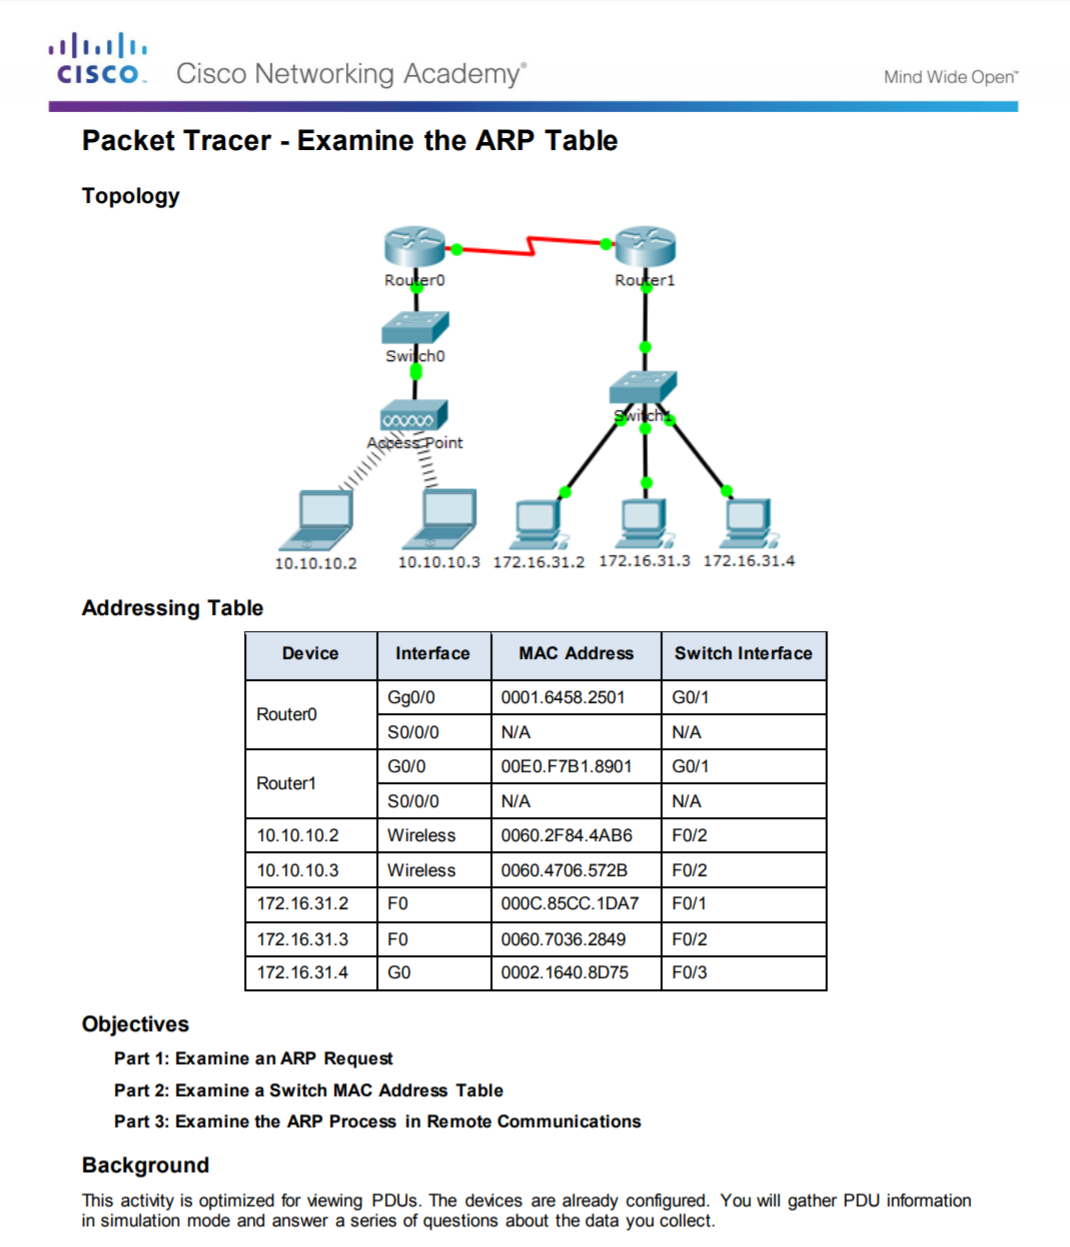 CISCO. Cisco Networking Academy® Mind Wide Open™
Packet Tracer - Examine the ARP Table
Topology
Router0 Router1
Switch0
Switch1
Access Point
10.10.10.2 10.10.10.3 172.16.31.2 172.16.31.3 172.16.31.4
Addressing Table
Device Interface MAC Address Switch Interface
Router0 Gg0/0 0001.6458.2501 G0/1
S0/0/0 N/A N/A
Router1 G0/0 00E0.F7B1.8901 G0/1
S0/0/0 N/A N/A
10.10.10.2 Wireless 0060.2F84.4AB6 F0/2
10.10.10.3 Wireless 0060.4706.572B F0/2
172.16.31.2 F0 000C.85CC.1DA7 F0/1
172.16.31.3 F0 0060.7036.2849 F0/2
172.16.31.4 G0 0002.1640.8D75 F0/3
Objectives
Part 1: Examine an ARP Request
Part 2: Examine a Switch MAC Address Table
Part 3: Examine the ARP Process in Remote Communications
Background
This activity is optimized for viewing PDUs. The devices are already configured. You will gather PDU information
in simulation mode and answer a series of questions about the data you collect.